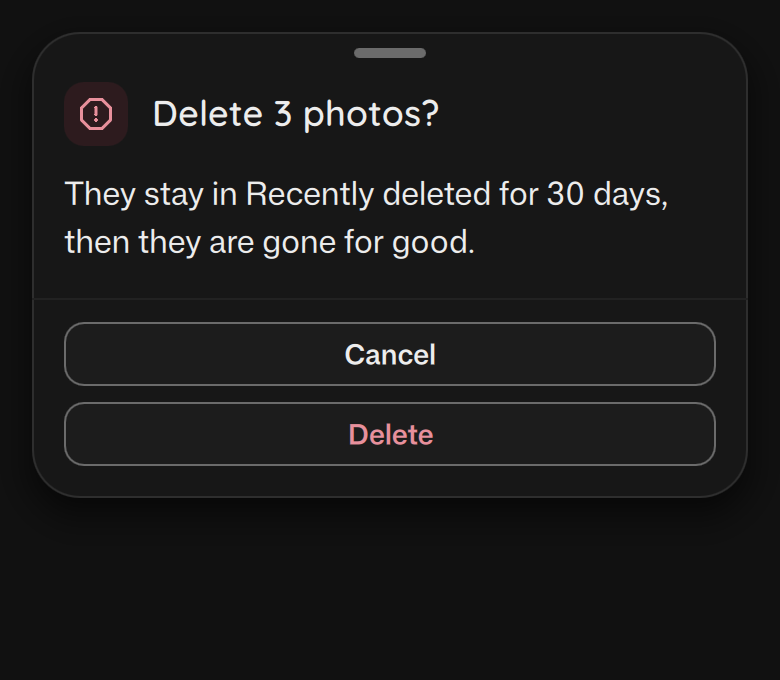 Delete 3 photos?
They stay in Recently deleted for 30 days,
then they are gone for good.
Cancel
Delete